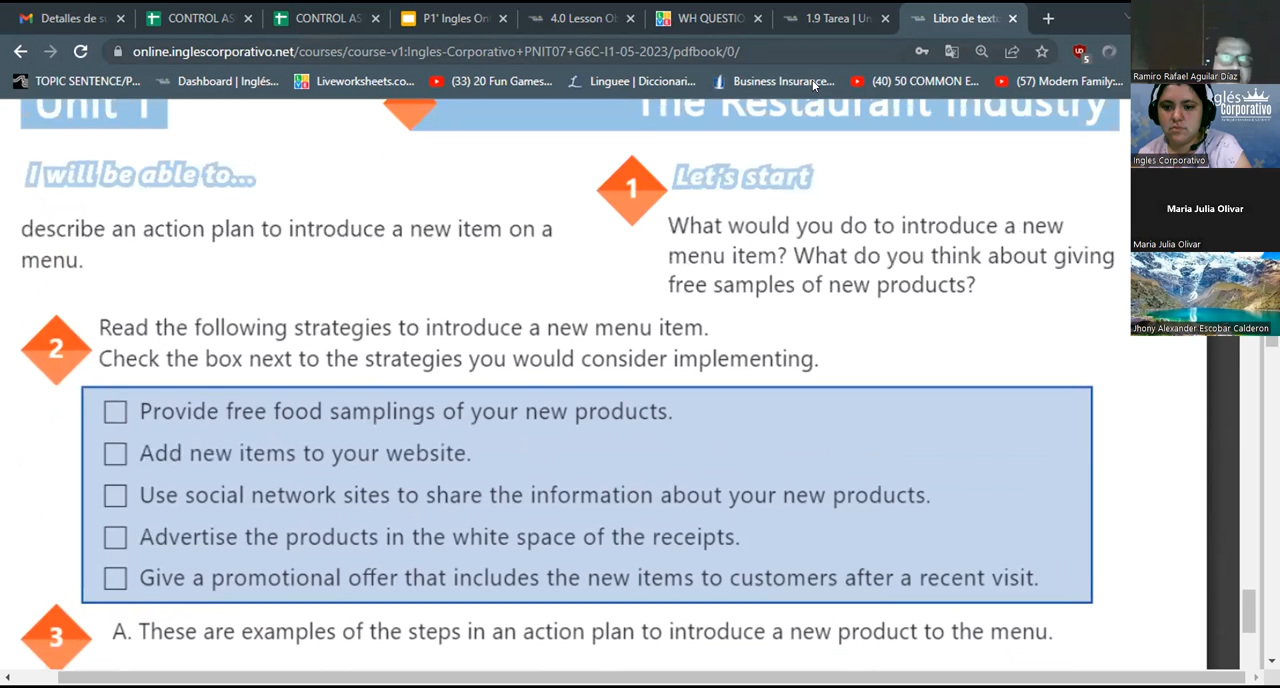 Detalles de su
CONTROL AS
CONTROL AS
P1' Ingles On
4.0 Lesson O
WH QUESTIO
1.9 Tarea | Un
Libro de texto
online.inglescorporativo.net/courses/course-v1:Ingles-Corporativo+PNIT07+G6C-I1-05-2023/pdfbook/0/
5
TOPIC SENTENCE/P...
Dashboard | Inglés...
Liveworksheets.co...
(33) 20 Fun Games...
Linguee | Diccionari...
Business Insurance...
(40) 50 COMMON E...
(57) Modern Family:...
Ramiro Rafael Aguilar Díaz
glés
Corporativo
Ingles Corporativo
Maria Julia Olivar
Maria Julia Olivar
Jhony Alexander Escobar Calderon
Unit 1
The Restaurant Industry
I will be able to...
describe an action plan to introduce a new item on a
menu.
1
Let's start
What would you do to introduce a new
menu item? What do you think about giving
free samples of new products?
2
Read the following strategies to introduce a new menu item.
Check the box next to the strategies you would consider implementing.
Provide free food samplings of your new products.
Add new items to your website.
Use social network sites to share the information about your new products.
Advertise the products in the white space of the receipts.
Give a promotional offer that includes the new items to customers after a recent visit.
3
A. These are examples of the steps in an action plan to introduce a new product to the menu.